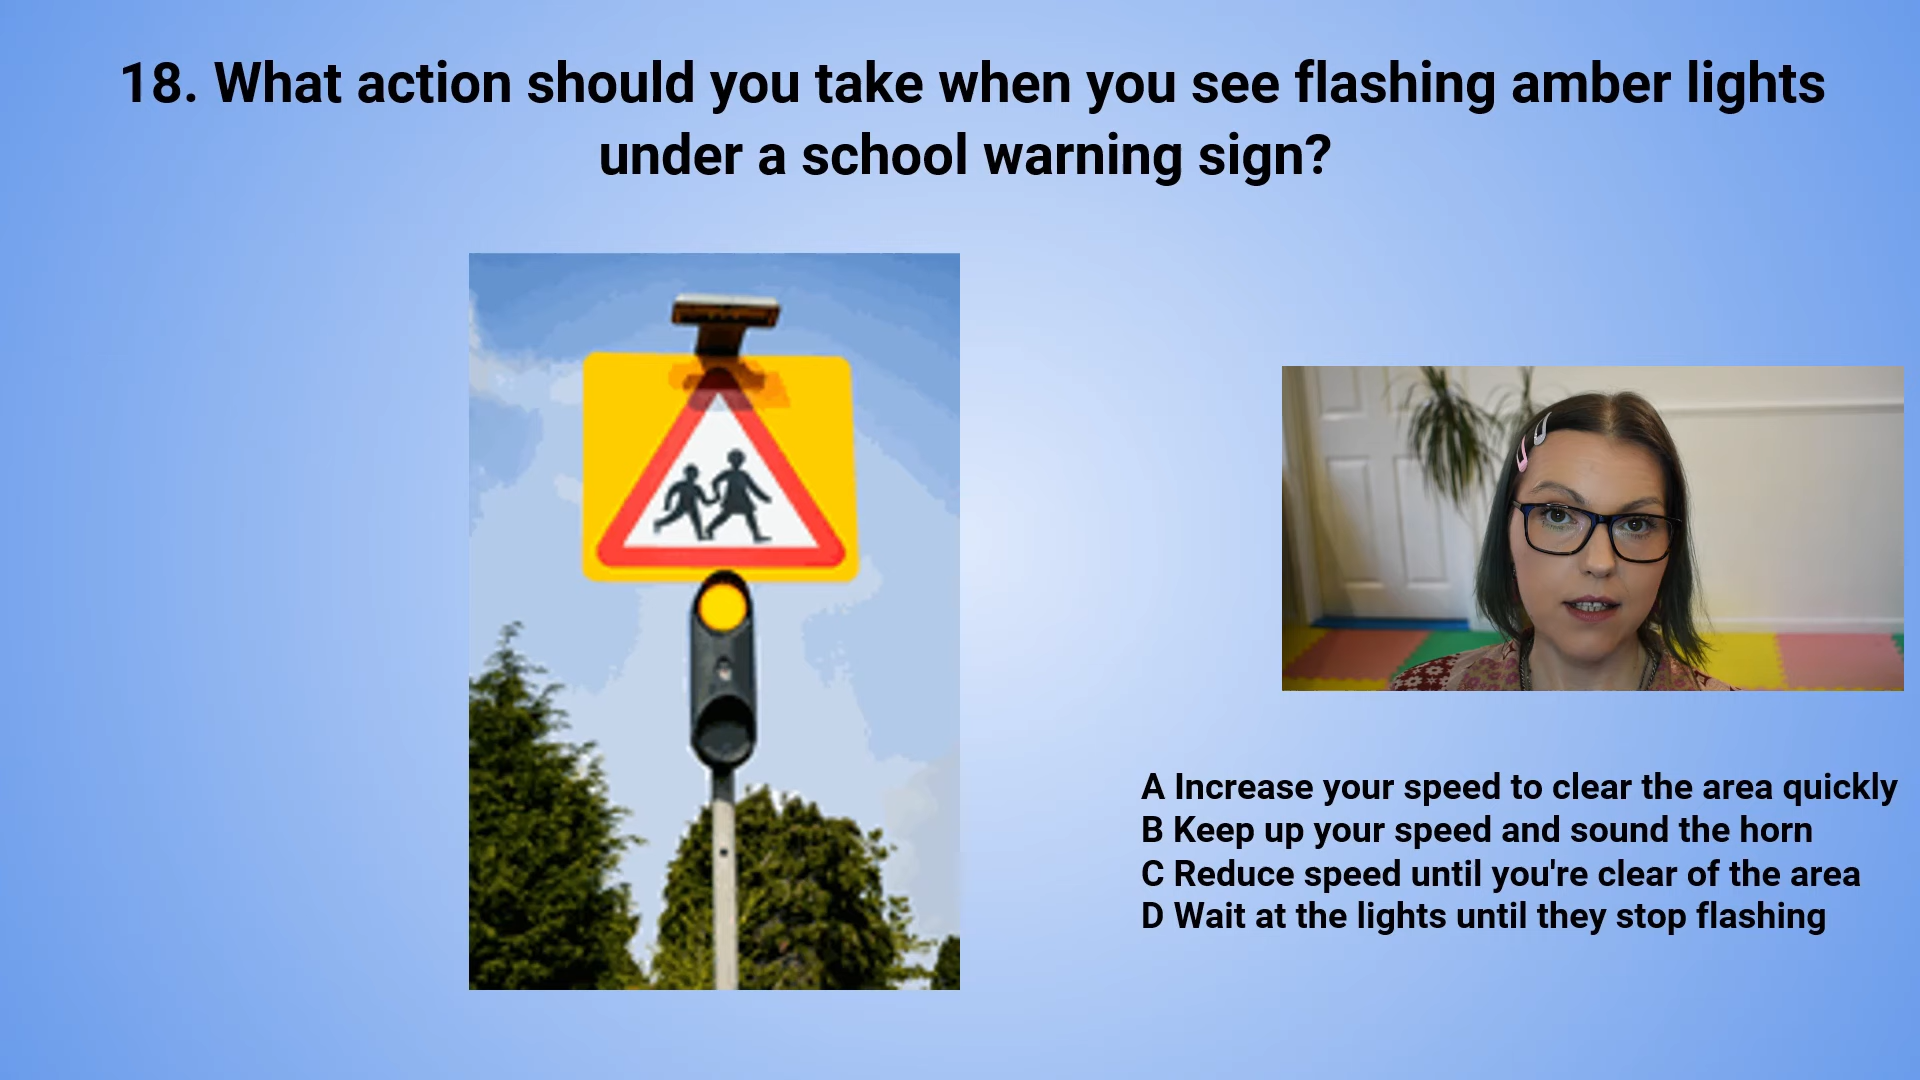 18. What action should you take when you see flashing amber lights
under a school warning sign?
A Increase your speed to clear the area quickly
B Keep up your speed and sound the horn
C Reduce speed until you're clear of the area
D Wait at the lights until they stop flashing